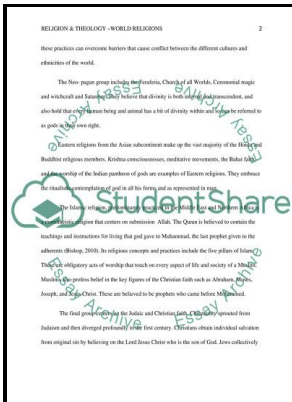 RELIGION & THEOLOGY –WORLD RELIGIONS 2
these practices can overcome barriers that cause conflict between the different cultures and
ethnicities of the world.
The Neo- pagan group includes the Feraferia, Church of all Worlds, Ceremonial magic
and witchcraft and Satanism. They believe that divinity is both internal and transcendent, and
also hold that every human being and animal has a bit of divinity within and so can be referred to
as gods in their own right.
Eastern religions from the Asian subcontinent make up the vast majority of the Hindu and
Buddhist religious members. Krishna consciousness, meditative movements, the Bahai faith
and the worship of the Indian pantheon of gods are examples of Eastern religions. They embrace
the ritualistic contemplation of god in all his forms and as represented in man.
The Islamic religion, predominantly practiced in the Middle East and Northern Africa is
a monotheistic religion that centers on submission Allah. The Quran is believed to contain the
teachings and instructions for living that god gave to Muhammad, the last prophet given to the
adherents (Bishop, 2010). Its religious concepts and practices include the five pillars of Islam.
These are obligatory acts of worship that touch on every aspect of life and society of a Muslim.
Muslims also profess belief in the key figures of the Christian faith such as Abraham, Moses,
Joseph, and Jesus Christ. These are believed to be prophets who came before Mohammed.
The final group covers the Judaic and Christian faith. Christianity sprouted from
Judaism and then diverged profoundly in the first century. Christians obtain individual salvation
from original sin by believing on the Lord Jesus Christ who is the son of God. Jews collectively
Essay Archive
Essay Archive
StudentShare
Essay Archive
Essay Archive